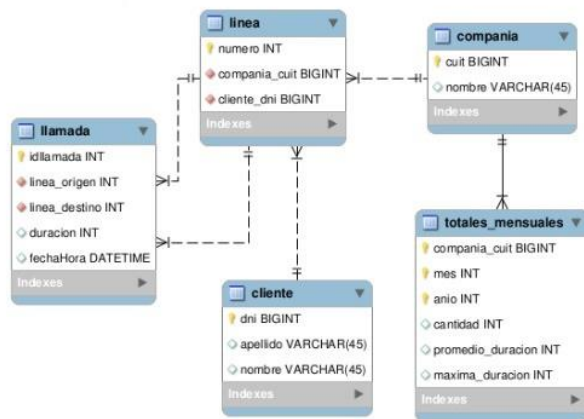 linea
numero INT
compania_cuit BIGINT
cliente_dni BIGINT
Indexes
compania
cuit BIGINT
nombre VARCHAR(45)
Indexes
llamada
idllamada INT
linea_origen INT
linea_destino INT
duracion INT
fechaHora DATETIME
Indexes
cliente
dni BIGINT
apellido VARCHAR(45)
nombre VARCHAR(45)
Indexes
totales_mensuales
compania_cuit BIGINT
mes INT
anio INT
cantidad INT
promedio_duracion INT
maxima_duracion INT
Indexes